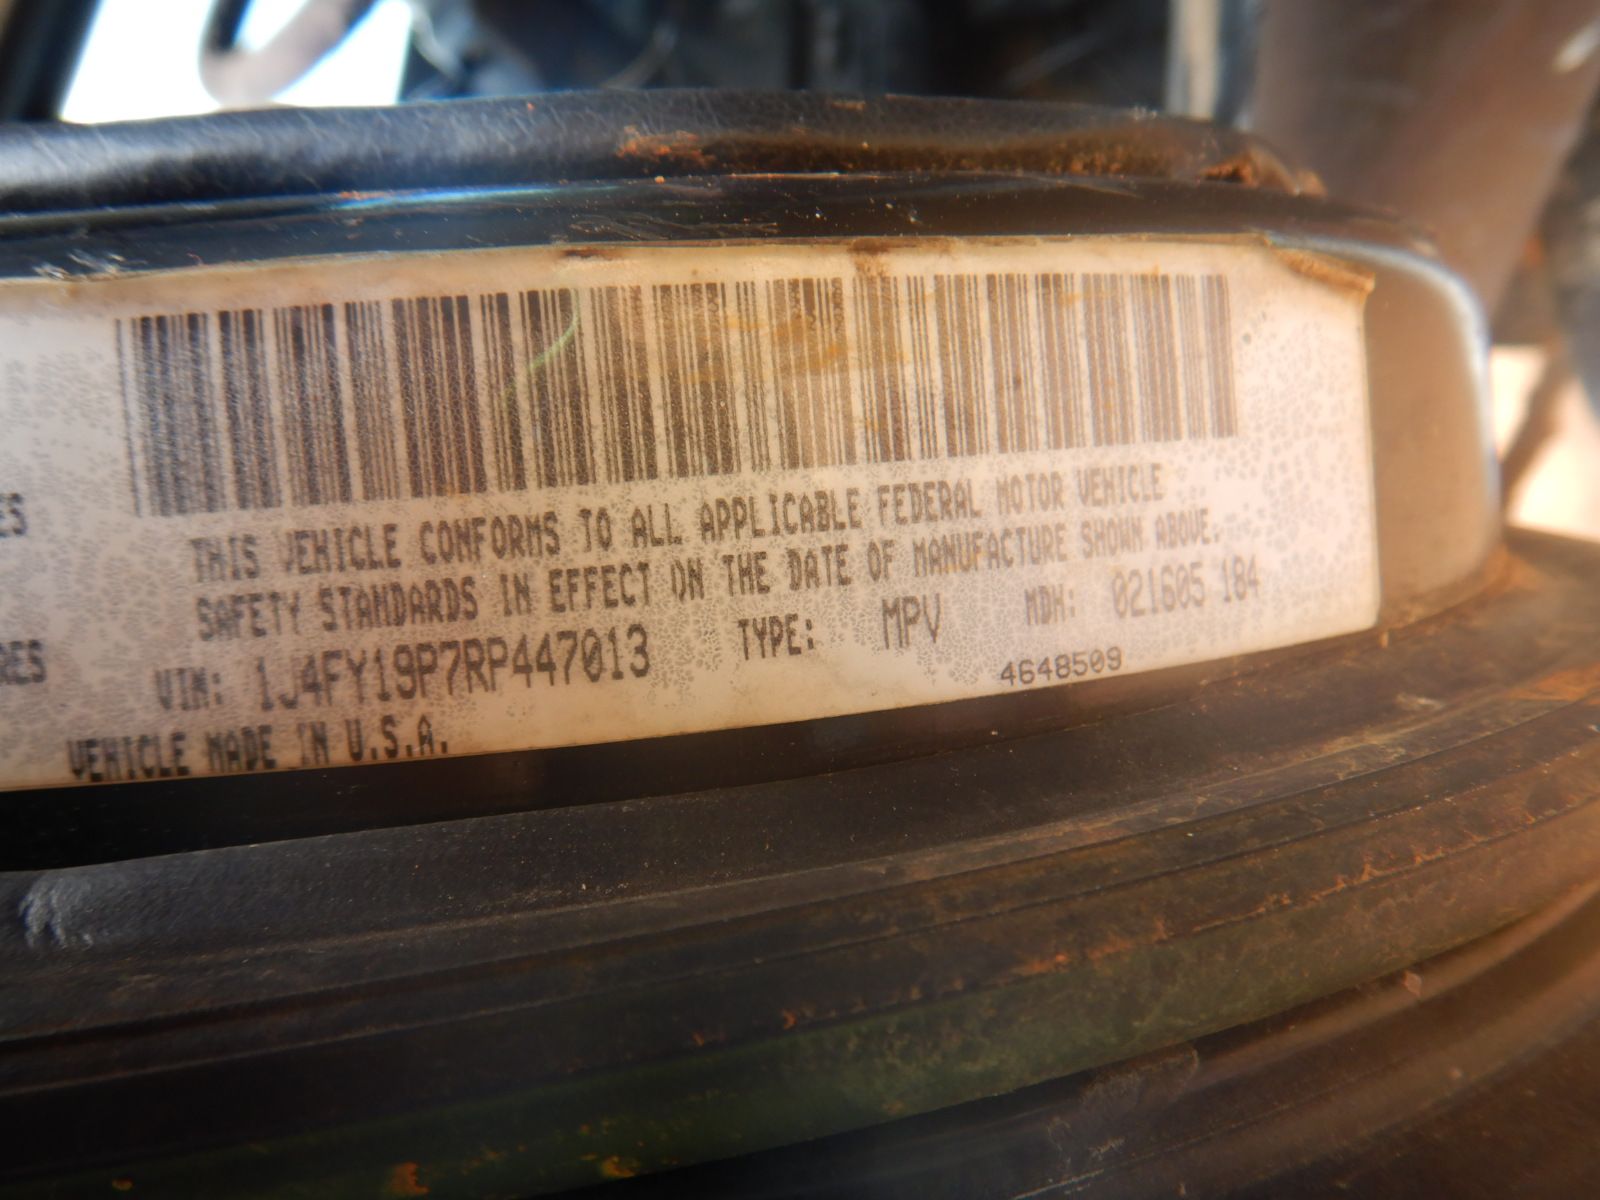 ES
THIS VEHICLE CONFORMS TO ALL APPLICABLE FEDERAL MOTOR VEHICLE
SAFETY STANDARDS IN EFFECT ON THE DATE OF MANUFACTURE SHOWN ABOVE.
RES
VIN: 1J4FY19P7RP447013 TYPE: MPV MDH: 021605 184
4648509
VEHICLE MADE IN U.S.A.